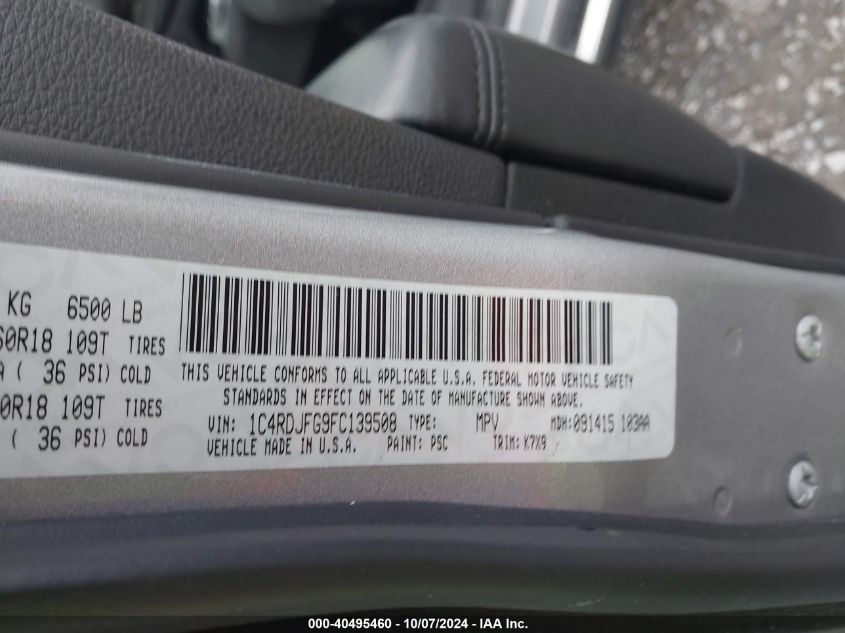 KG 6500 LB
60R18 109T TIRES
( 36 PSI) COLD
0R18 109T TIRES
( 36 PSI) COLD
THIS VEHICLE CONFORMS TO ALL APPLICABLE U.S.A. FEDERAL MOTOR VEHICLE SAFETY
STANDARDS IN EFFECT ON THE DATE OF MANUFACTURE SHOWN ABOVE.
VIN: 1C4RDJFG9FC139508 TYPE: MPV MDH:091415 103AA
VEHICLE MADE IN U.S.A. PAINT: PSC TRIM: K7X9
000-40495460 - 10/07/2024 - IAA Inc.